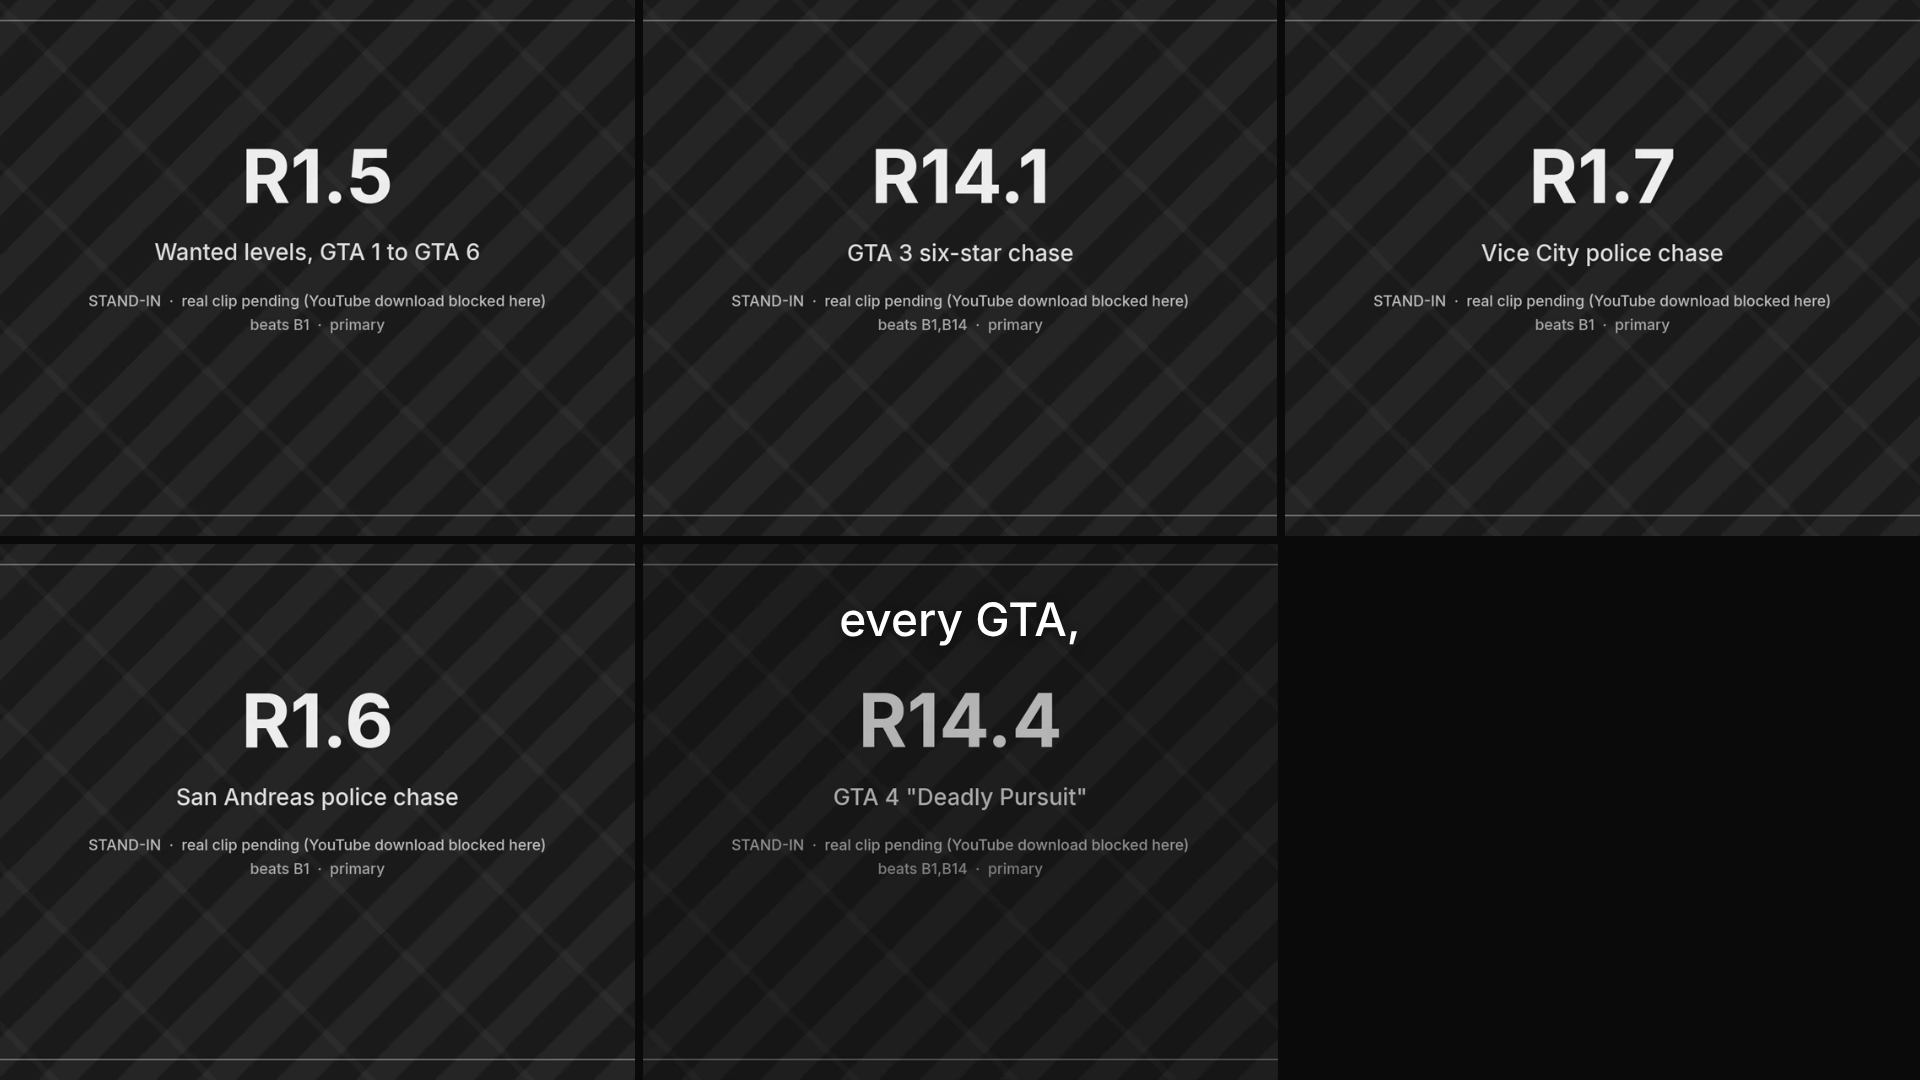 R1.5
Wanted levels, GTA 1 to GTA 6
STAND-IN · real clip pending (YouTube download blocked here)
beats B1 · primary
R14.1
GTA 3 six-star chase
STAND-IN · real clip pending (YouTube download blocked here)
beats B1,B14 · primary
R1.7
Vice City police chase
STAND-IN · real clip pending (YouTube download blocked here)
beats B1 · primary
R1.6
San Andreas police chase
STAND-IN · real clip pending (YouTube download blocked here)
beats B1 · primary
every GTA,
R14.4
GTA 4 "Deadly Pursuit"
STAND-IN · real clip pending (YouTube download blocked here)
beats B1,B14 · primary